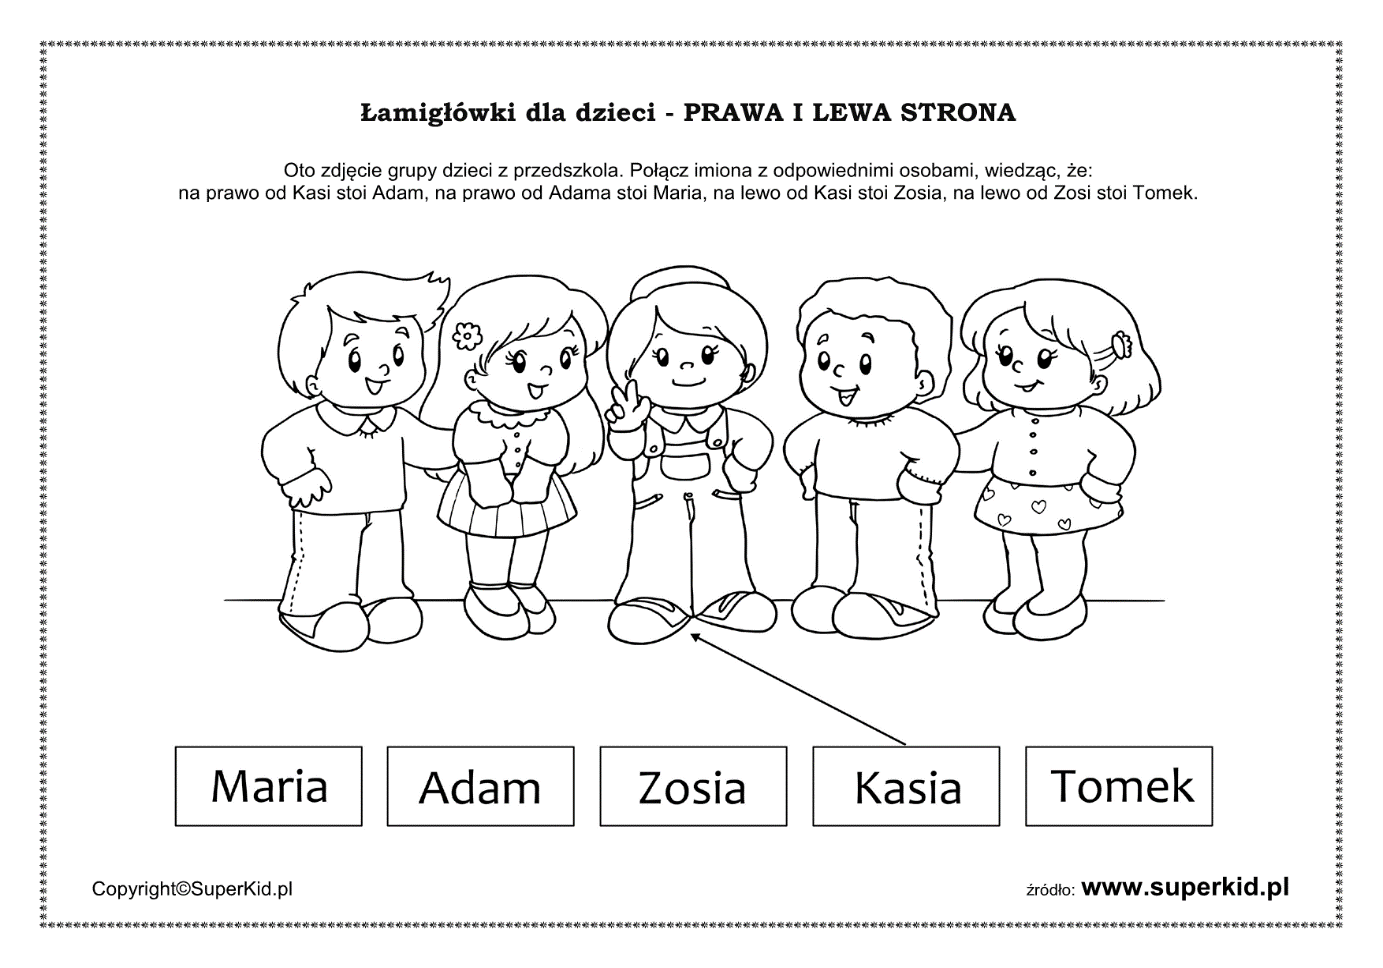 Łamigłówki dla dzieci - PRAWA I LEWA STRONA
Oto zdjęcie grupy dzieci z przedszkola. Połącz imiona z odpowiednimi osobami, wiedząc, że:
na prawo od Kasi stoi Adam, na prawo od Adama stoi Maria, na lewo od Kasi stoi Zosia, na lewo od Zosi stoi Tomek.
Maria Adam Zosia Kasia Tomek
Copyright©SuperKid.pl źródło: www.superkid.pl